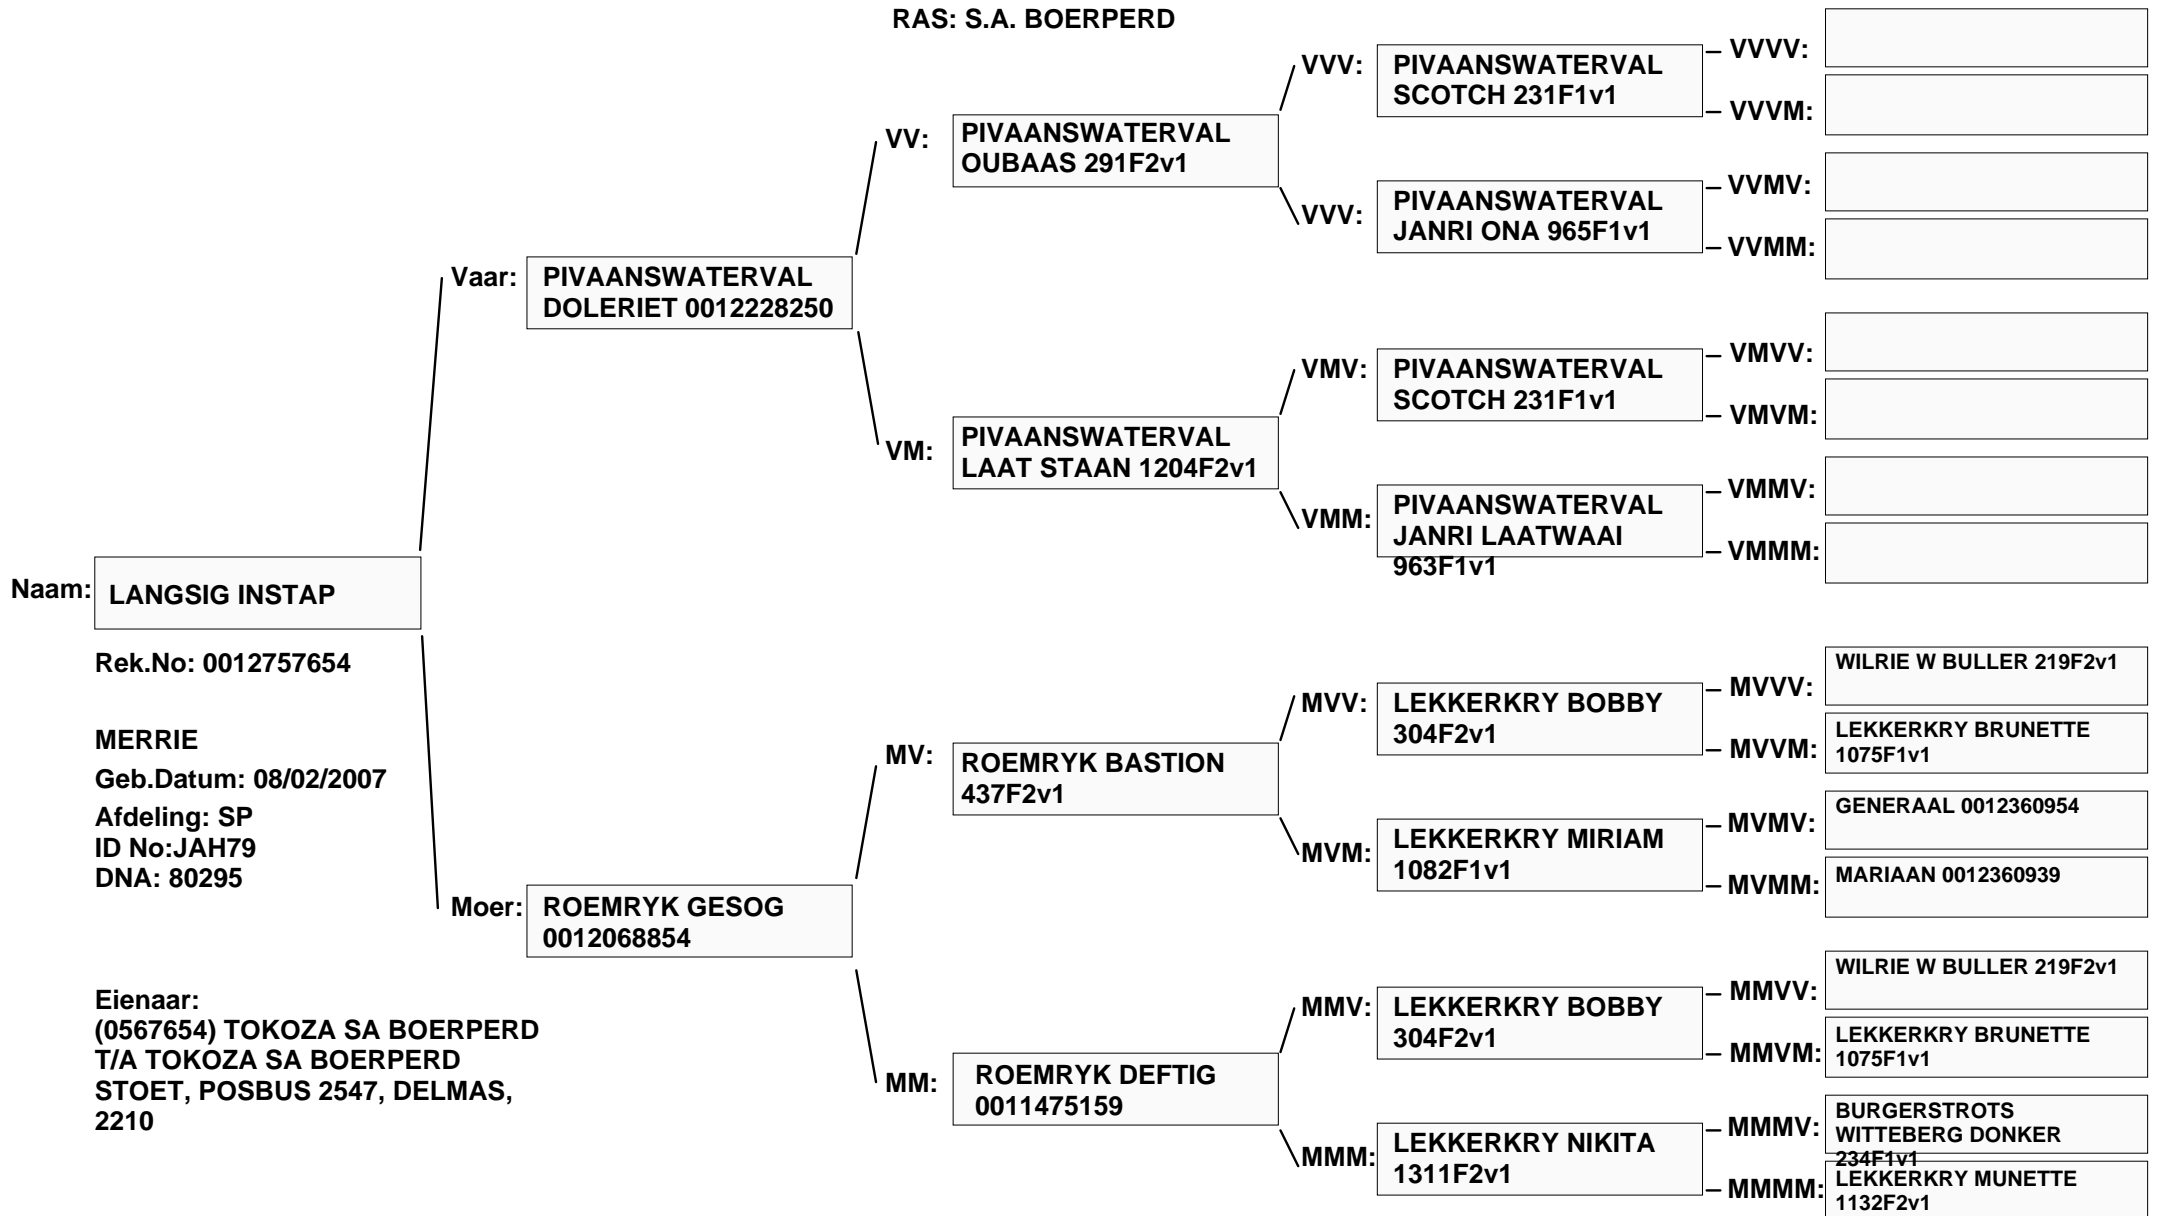 RAS: S.A. BOERPERD
Naam: LANGSIG INSTAP
Rek.No: 0012757654
MERRIE
Geb.Datum: 08/02/2007
Afdeling: SP
ID No:JAH79
DNA: 80295
Eienaar:
(0567654) TOKOZA SA BOERPERD
T/A TOKOZA SA BOERPERD
STOET, POSBUS 2547, DELMAS,
2210
Vaar: PIVAANSWATERVAL
DOLERIET 0012228250
Moer: ROEMRYK GESOG
0012068854
VV: PIVAANSWATERVAL
OUBAAS 291F2v1
VM: PIVAANSWATERVAL
LAAT STAAN 1204F2v1
MV: ROEMRYK BASTION
437F2v1
MM: ROEMRYK DEFTIG
0011475159
VVV: PIVAANSWATERVAL
SCOTCH 231F1v1
VVV: PIVAANSWATERVAL
JANRI ONA 965F1v1
VMV: PIVAANSWATERVAL
SCOTCH 231F1v1
VMM: PIVAANSWATERVAL
JANRI LAATWAAI
963F1v1
MVV: LEKKERKRY BOBBY
304F2v1
MVM: LEKKERKRY MIRIAM
1082F1v1
MMV: LEKKERKRY BOBBY
304F2v1
MMM: LEKKERKRY NIKITA
1311F2v1
VVVV:
VVVM:
VVMV:
VVMM:
VMVV:
VMVM:
VMMV:
VMMM:
MVVV: WILRIE W BULLER 219F2v1
MVVM: LEKKERKRY BRUNETTE
1075F1v1
MVMV: GENERAAL 0012360954
MVMM: MARIAAN 0012360939
MMVV: WILRIE W BULLER 219F2v1
MMVM: LEKKERKRY BRUNETTE
1075F1v1
MMMV: BURGERSTROTS
WITTEBERG DONKER
234F1v1
MMMM: LEKKERKRY MUNETTE
1132F2v1